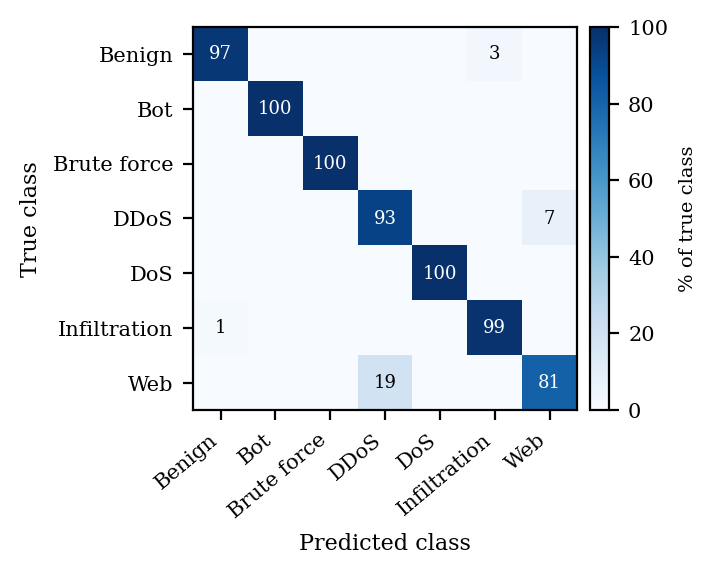 Benign 97 3
Bot 100
Brute force 100
DDoS 93 7
DoS 100
Infiltration 1 99
Web 19 81
Benign Bot Brute force DDoS DoS Infiltration Web
Predicted class
True class
100
80
60
40
20
0
% of true class